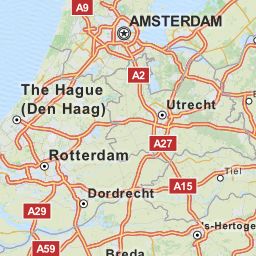 A9
AMSTERDAM
A2
The Hague
(Den Haag)
Utrecht
A27
Rotterdam
Tiel
A15
Dordrecht
A29
's-Hertoge
A59
Breda